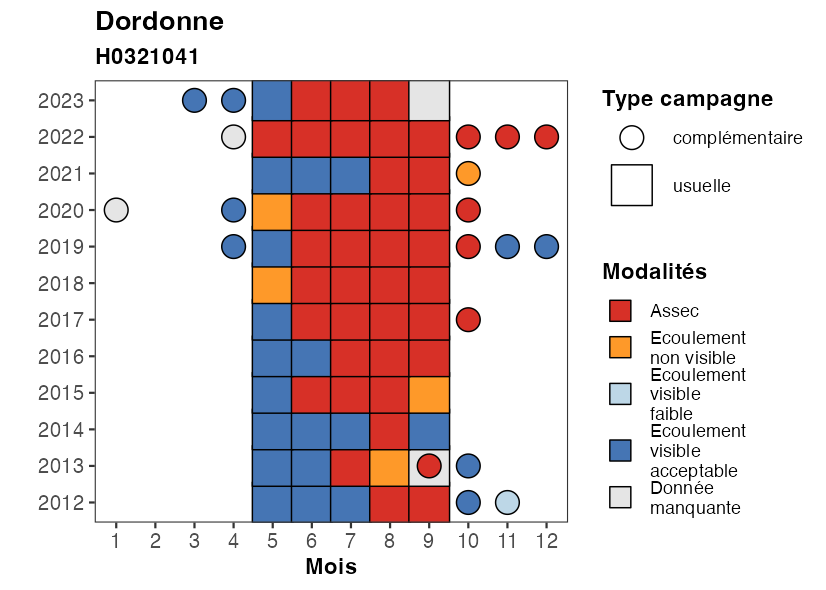 Dordonne
H0321041
2023
2022
2021
2020
2019
2018
2017
2016
2015
2014
2013
2012
1 2 3 4 5 6 7 8 9 10 11 12
Mois
Type campagne
complémentaire
usuelle
Modalités
Assec
Ecoulement
non visible
Ecoulement
visible
faible
Ecoulement
visible
acceptable
Donnée
manquante